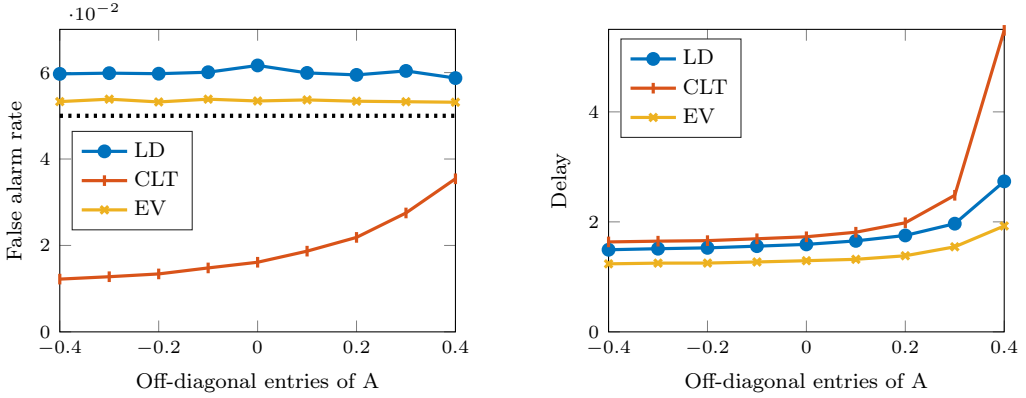 ·10⁻²
6
4
2
0
False alarm rate
LD
CLT
EV
−0.4 −0.2 0 0.2 0.4
Off-diagonal entries of A
4
2
0
Delay
LD
CLT
EV
−0.4 −0.2 0 0.2 0.4
Off-diagonal entries of A